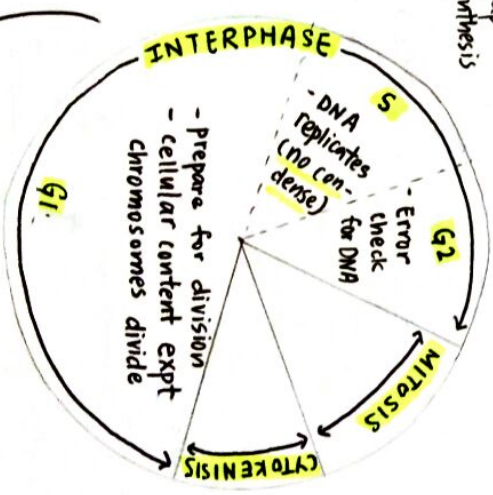 nthesis
INTERPHASE
S
- DNA
replicates
(no con-
dense)
G2
- Error
check
for DNA
MITOSIS
CYTOKENISIS
G1.
- prepare for division
- cellular content expt
chromosomes divide